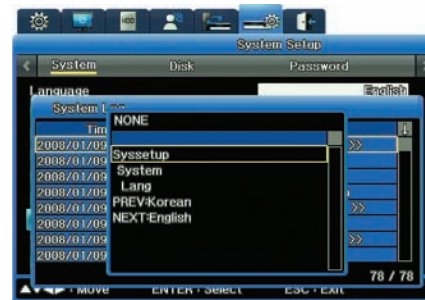 HDD
System Setup
System Disk Password
Language English
System
Tim
NONE
2008/01/09
2008/01/09
2008/01/09
2008/01/09
2008/01/09
2008/01/09
2008/01/09
2008/01/09
Syssetup
System
Lang
PREV:Korean
NEXT:English
78 / 78
: Move ENTER : Select ESC : Exit